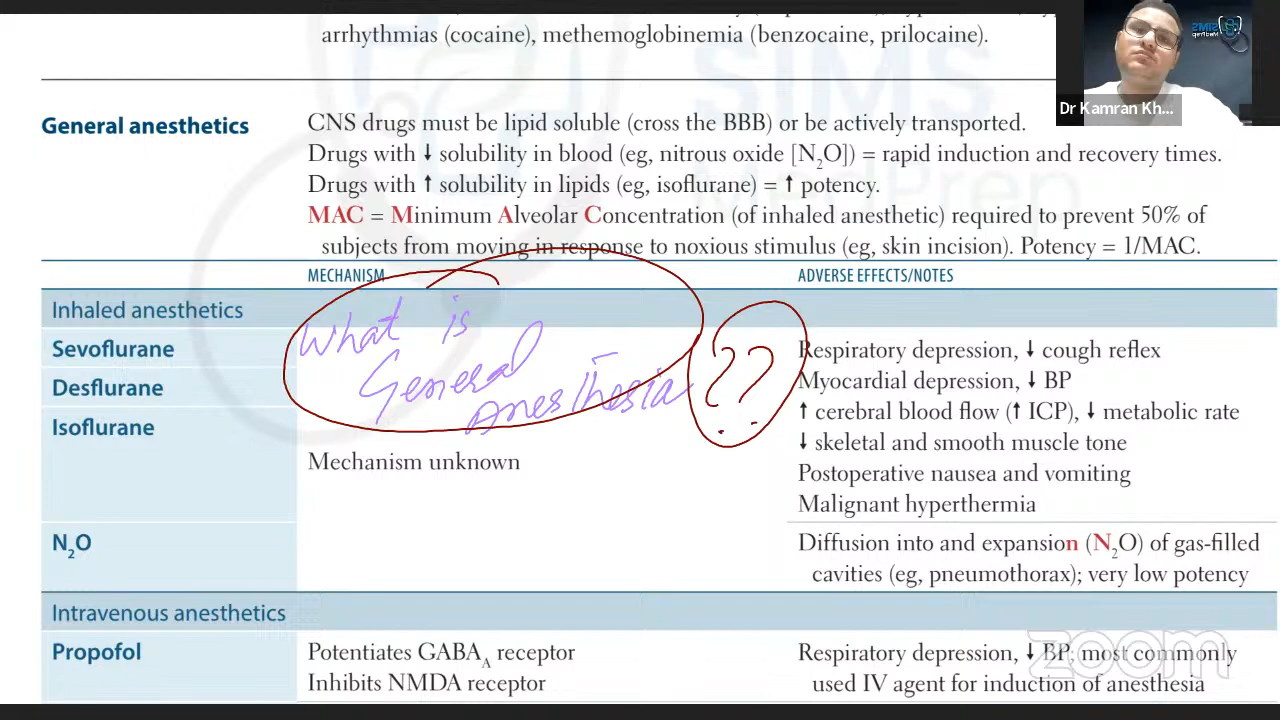 arrhythmias (cocaine), methemoglobinemia (benzocaine, prilocaine).
SIMS
MedPrep
Dr Kamran Kh...
General anesthetics
CNS drugs must be lipid soluble (cross the BBB) or be actively transported.
Drugs with ↓ solubility in blood (eg, nitrous oxide [N₂O]) = rapid induction and recovery times.
Drugs with ↑ solubility in lipids (eg, isoflurane) = ↑ potency.
MAC = Minimum Alveolar Concentration (of inhaled anesthetic) required to prevent 50% of
subjects from moving in response to noxious stimulus (eg, skin incision). Potency = 1/MAC.
MECHANISM
ADVERSE EFFECTS/NOTES
Inhaled anesthetics
What is
General
Anesthesia
??
Sevoflurane
Desflurane
Isoflurane
Mechanism unknown
Respiratory depression, ↓ cough reflex
Myocardial depression, ↓ BP
↑ cerebral blood flow (↑ ICP), ↓ metabolic rate
↓ skeletal and smooth muscle tone
Postoperative nausea and vomiting
Malignant hyperthermia
N₂O
Diffusion into and expansion (N₂O) of gas-filled
cavities (eg, pneumothorax); very low potency
Intravenous anesthetics
Propofol
Potentiates GABA_A receptor
Inhibits NMDA receptor
Respiratory depression, ↓ BP; most commonly
used IV agent for induction of anesthesia
zoom